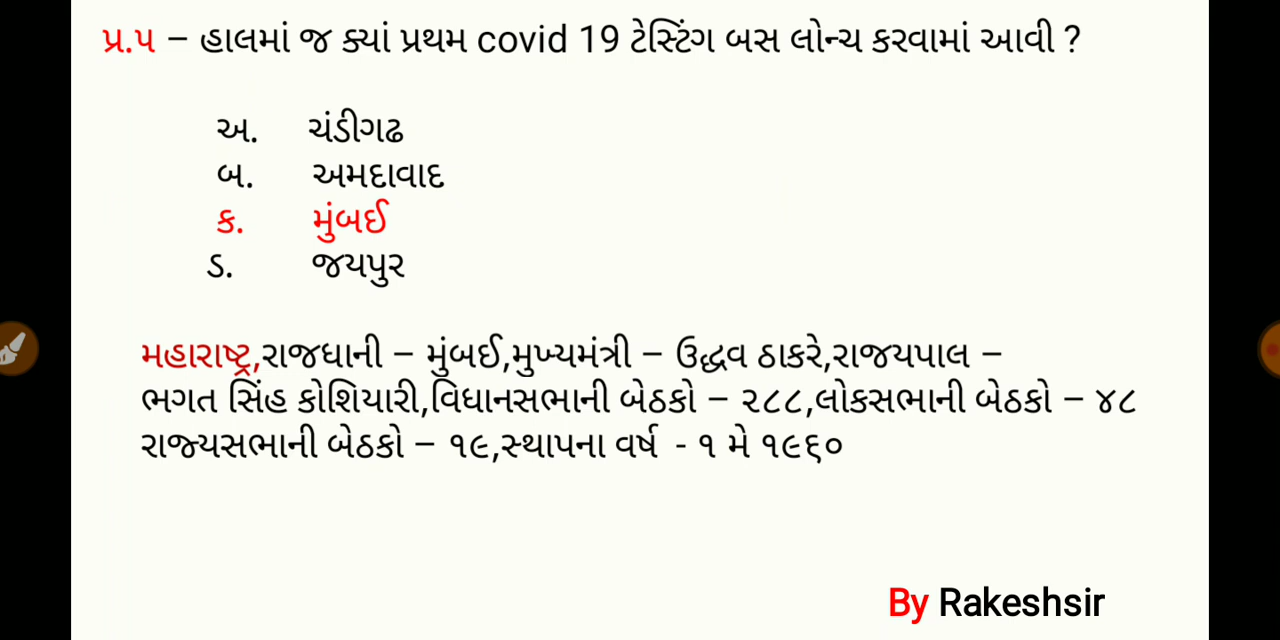 પ્ર.૫ – હાલમાં જ ક્યાં પ્રથમ covid 19 ટેસ્ટિંગ બસ લોન્ચ કરવામાં આવી ?
અ. ચંડીગઢ
બ. અમદાવાદ
ક. મુંબઈ
ડ. જયપુર
મહારાષ્ટ્ર,રાજધાની – મુંબઈ,મુખ્યમંત્રી – ઉદ્ધવ ઠાકરે,રાજયપાલ –
ભગત સિંહ કોશિયારી,વિધાનસભાની બેઠકો – ૨૮૮,લોકસભાની બેઠકો – ૪૮
રાજ્યસભાની બેઠકો – ૧૯,સ્થાપના વર્ષ - ૧ મે ૧૯૬૦
By Rakeshsir